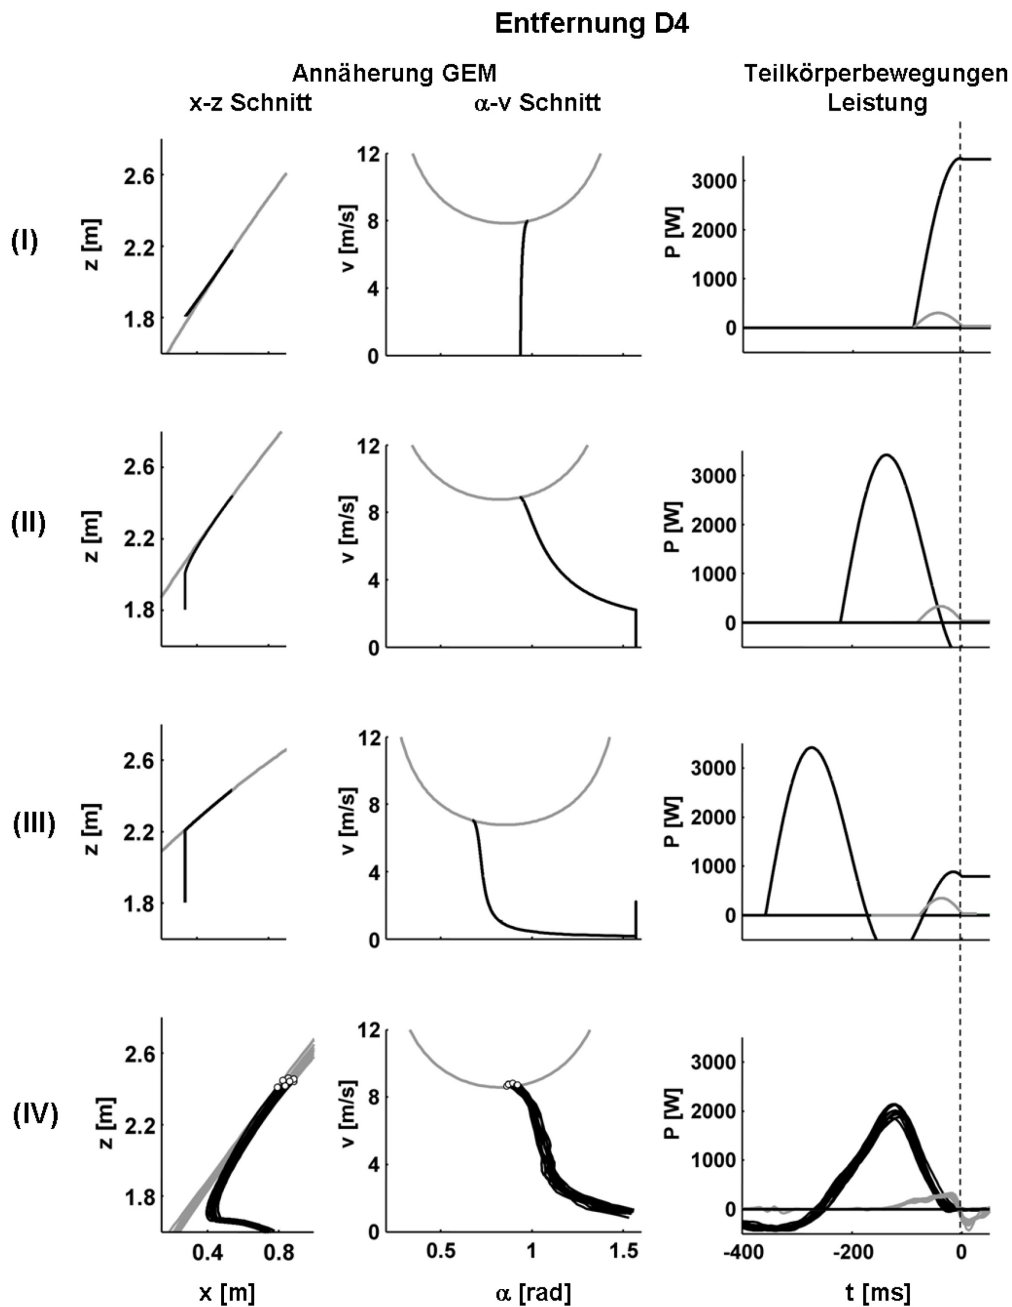 Entfernung D4
Annäherung GEM
Teilkörperbewegungen
x-z Schnitt
α-v Schnitt
Leistung
(I)
z [m]
2.6
2.2
1.8
v [m/s]
12
8
4
0
P [W]
3000
2000
1000
0
(II)
z [m]
2.6
2.2
1.8
v [m/s]
12
8
4
0
P [W]
3000
2000
1000
0
(III)
z [m]
2.6
2.2
1.8
v [m/s]
12
8
4
0
P [W]
3000
2000
1000
0
(IV)
z [m]
2.6
2.2
1.8
0.4 0.8
x [m]
v [m/s]
12
8
4
0
0.5 1 1.5
α [rad]
P [W]
3000
2000
1000
0
-400 -200 0
t [ms]